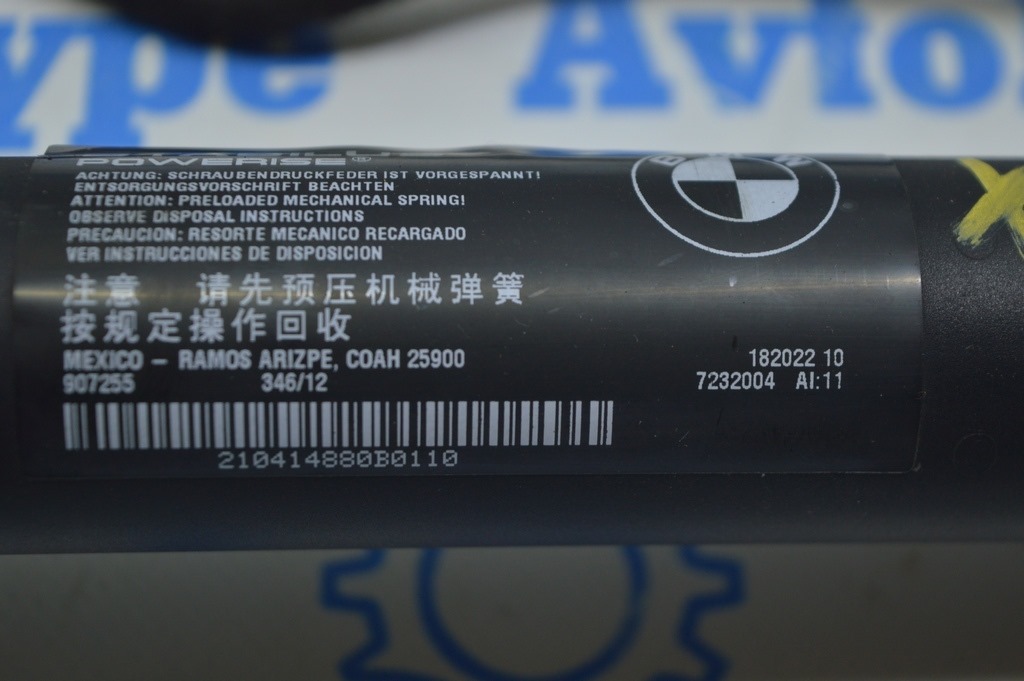 ype Avto.
POWERISE®
ACHTUNG: SCHRAUBENDRUCKFEDER IST VORGESPANNT!
ENTSORGUNGSVORSCHRIFT BEACHTEN
ATTENTION: PRELOADED MECHANICAL SPRING!
OBSERVE DISPOSAL INSTRUCTIONS
PRECAUCION: RESORTE MECANICO RECARGADO
VER INSTRUCCIONES DE DISPOSICION
注意 请先预压机械弹簧
按规定操作回收
MEXICO – RAMOS ARIZPE, COAH 25900
907255 346/12
182022 10
7232004 AI:11
210414880B0110